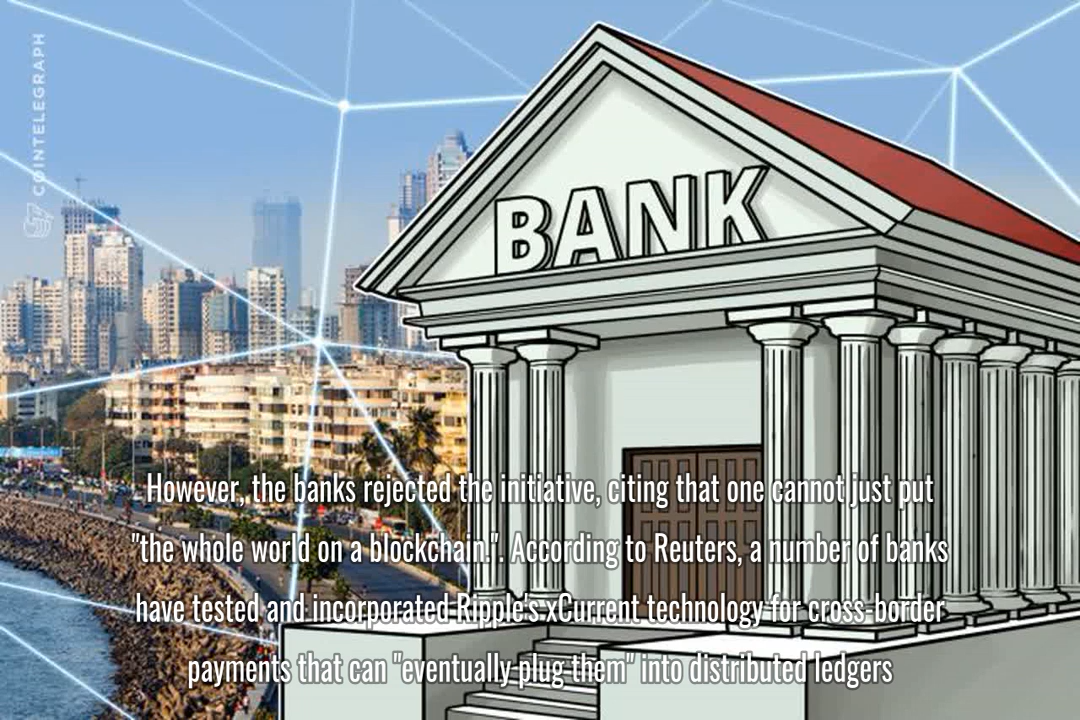 COINTELEGRAPH
BANK
However, the banks rejected the initiative, citing that one cannot just put
"the whole world on a blockchain.". According to Reuters, a number of banks
have tested and incorporated Ripple's xCurrent technology for cross-border
payments that can "eventually plug them" into distributed ledgers